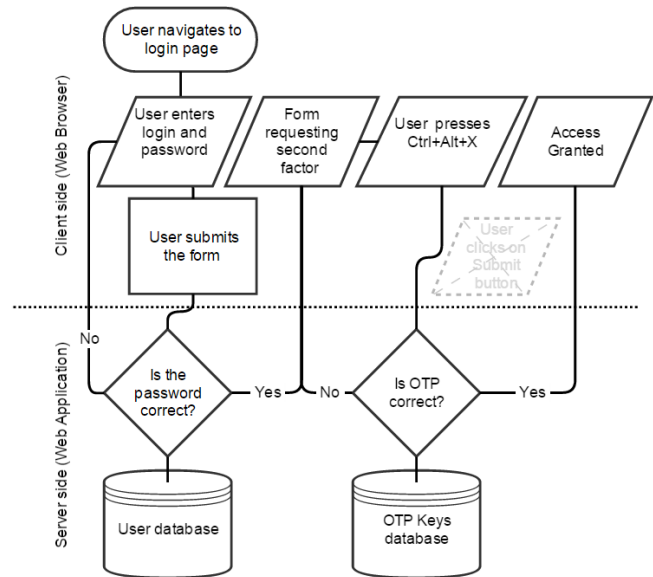 User navigates to
login page
User enters
login and
password
Form
requesting
second
factor
User presses
Ctrl+Alt+X
Access
Granted
User submits
the form
User
clicks on
Submit
button
Client side (Web Browser)
No
Is the
password
correct?
Yes
No
Is OTP
correct?
Yes
Server side (Web Application)
User database
OTP Keys
database